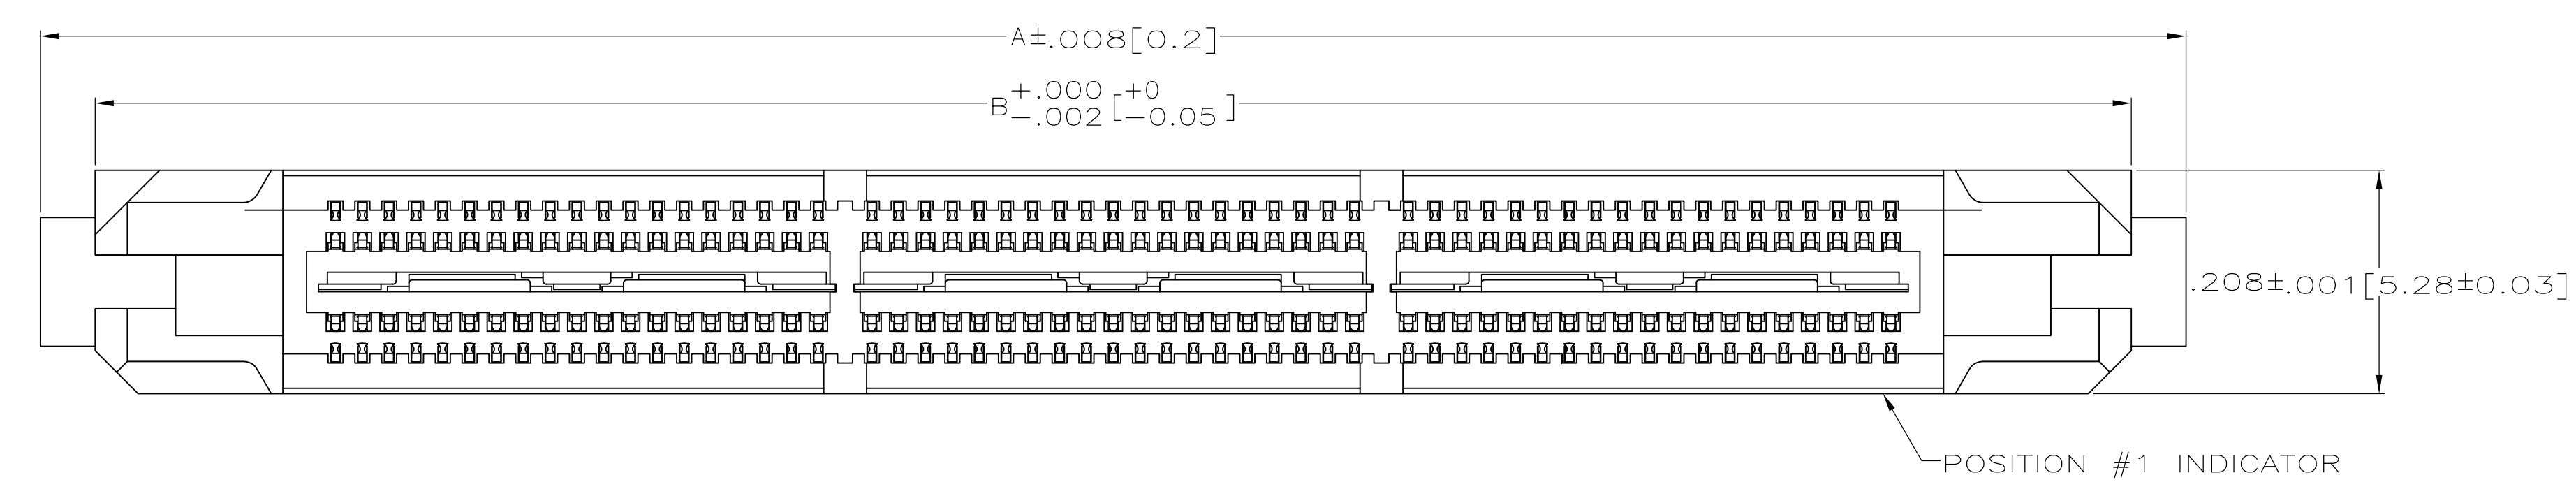 A±.008[0.2]
B +.000 [+0
-.002 -0.05]
.208±.001[5.28±0.03]
POSITION #1 INDICATOR